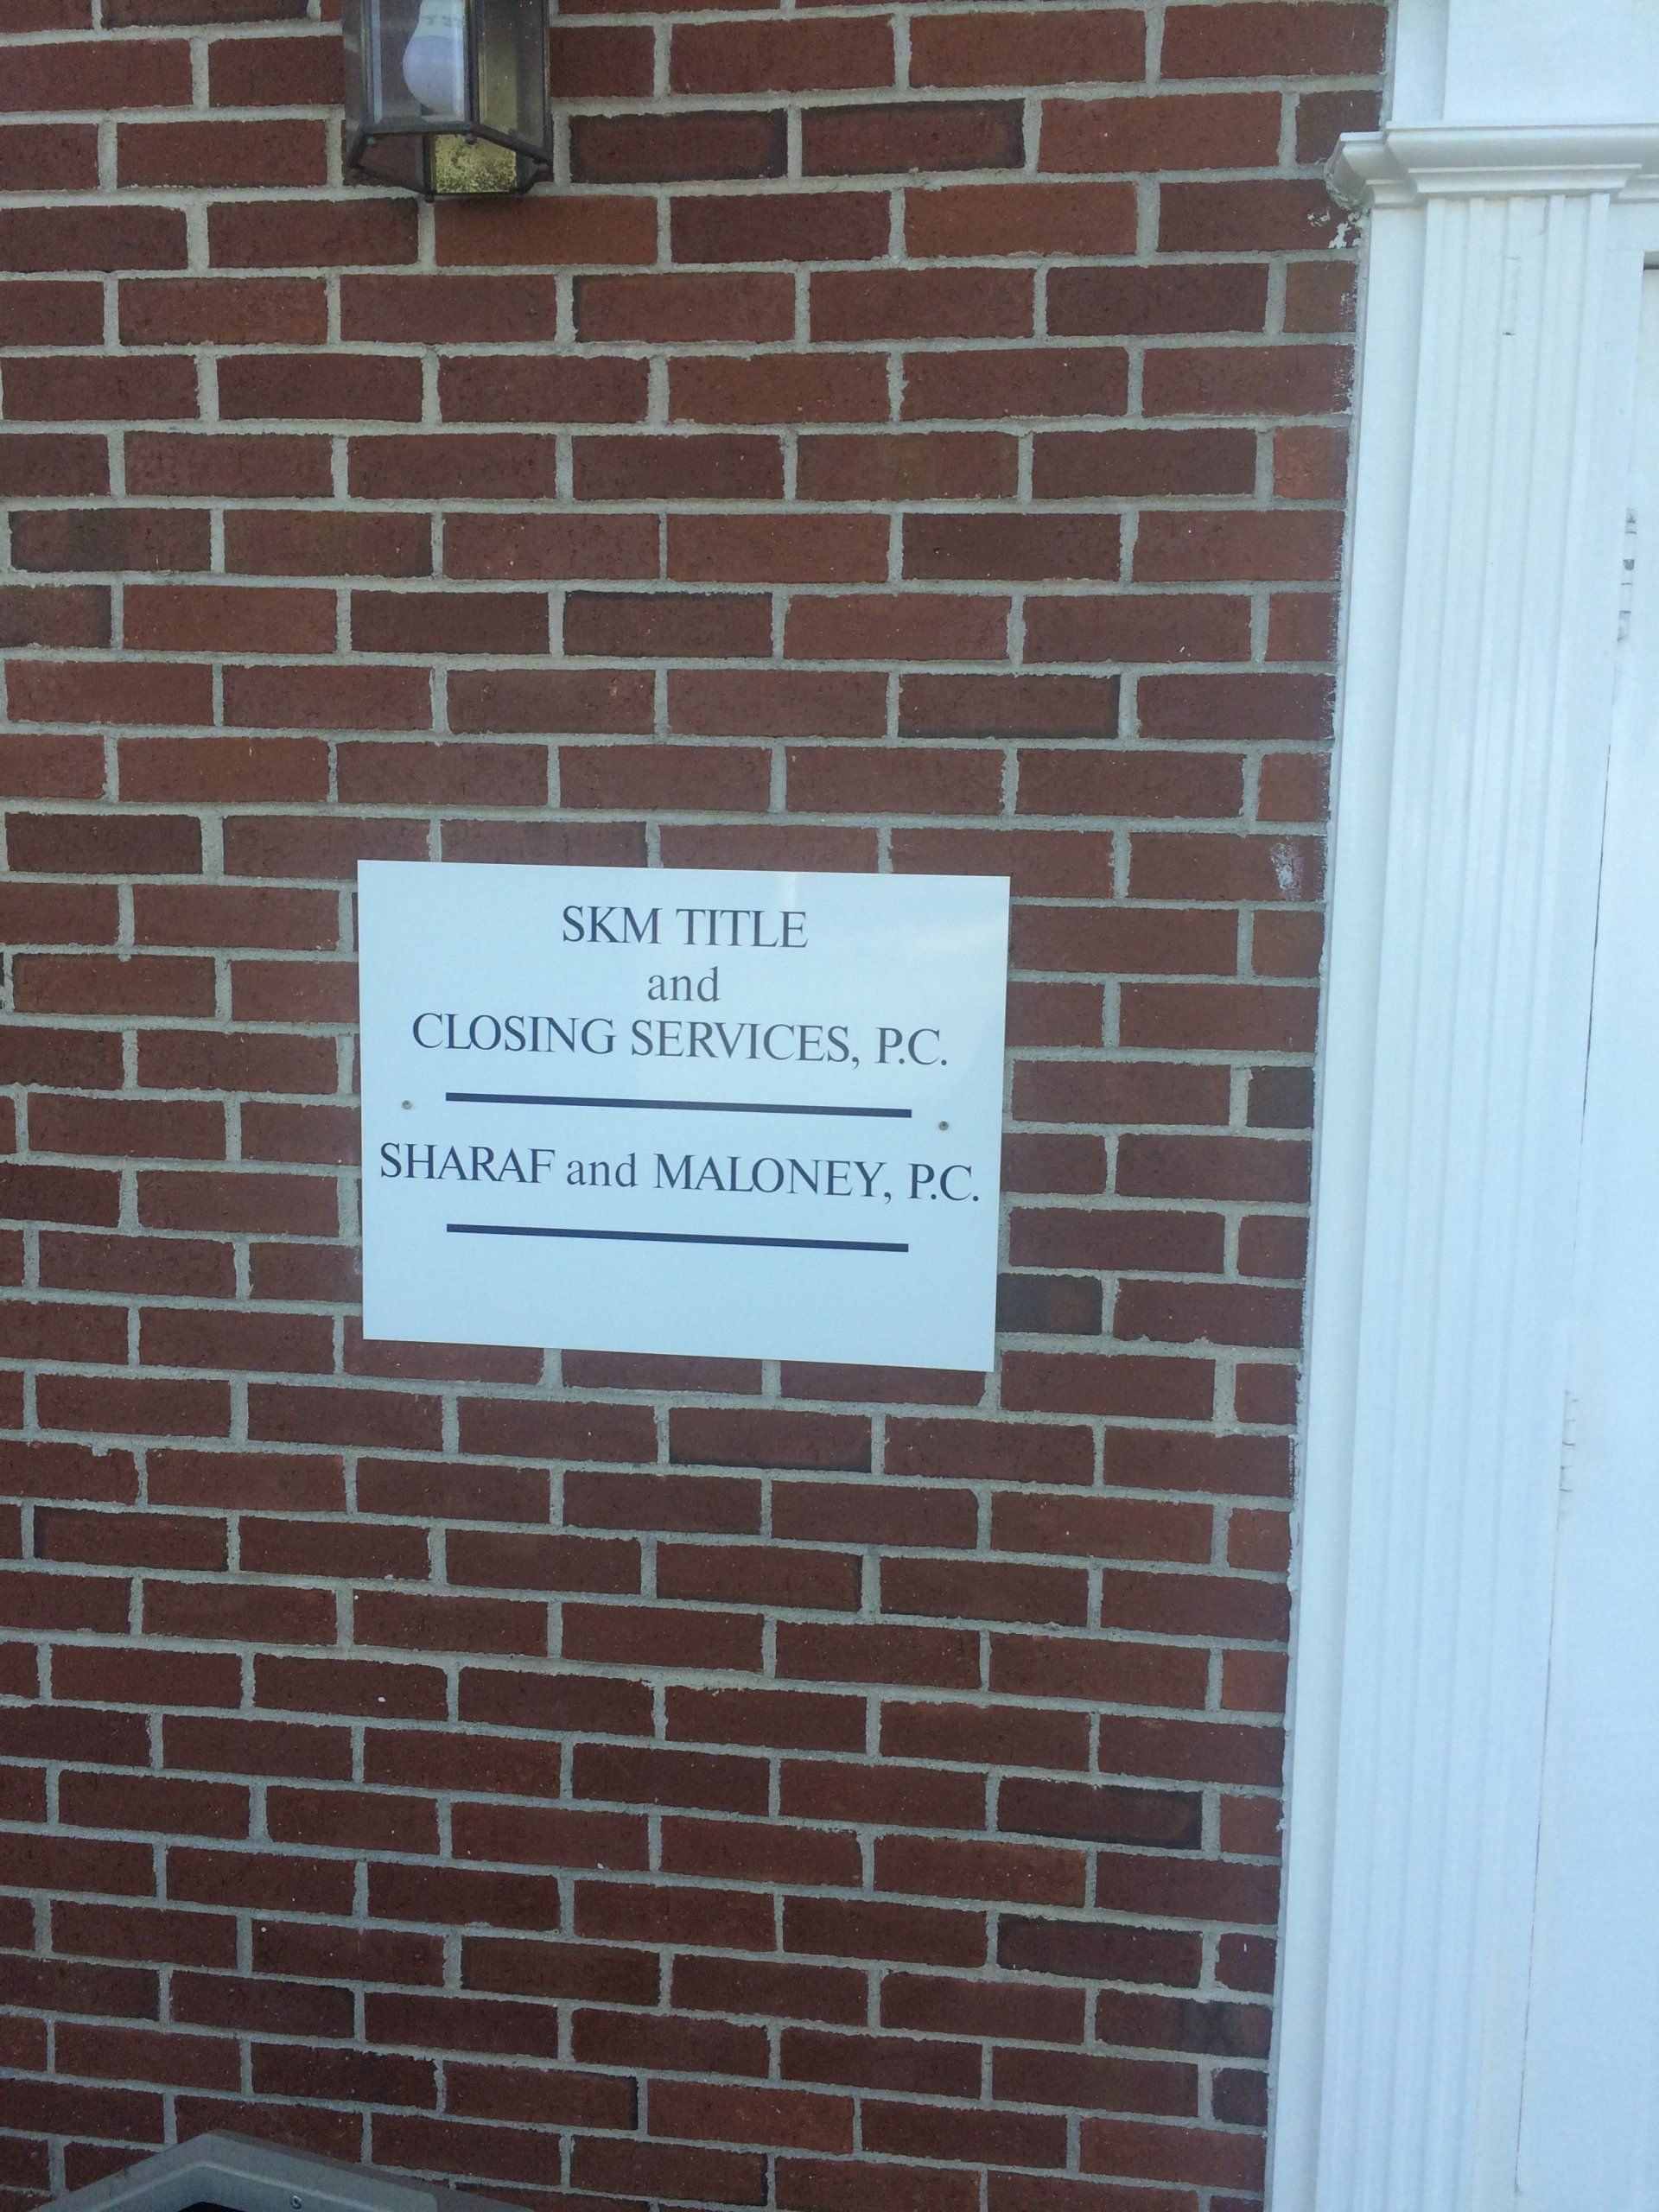 SKM TITLE
and
CLOSING SERVICES, P.C.
SHARAF and MALONEY, P.C.